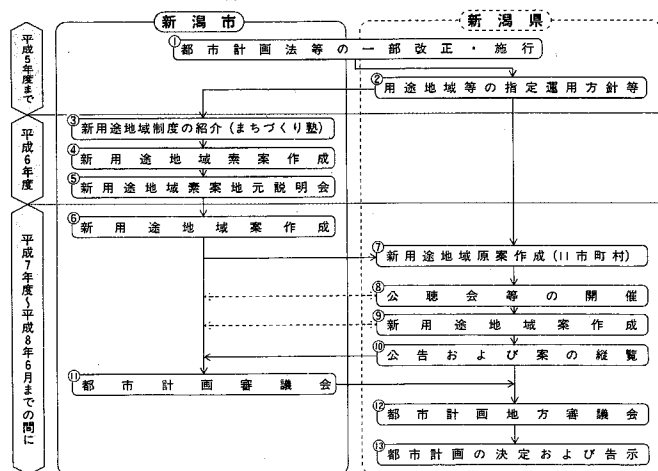 新潟市
新潟県
平成5年度まで
①都市計画法等の一部改正・施行
②用途地域等の指定運用方針等
平成6年度
③新用途地域制度の紹介(まちづくり塾)
④新用途地域素案作成
⑤新用途地域素案地元説明会
平成7年度〜平成8年6月までの間に
⑥新用途地域案作成
⑦新用途地域原案作成(11市町村)
⑧公聴会等の開催
⑨新用途地域案作成
⑩公告および案の縦覧
⑪都市計画審議会
⑫都市計画地方審議会
⑬都市計画の決定および告示